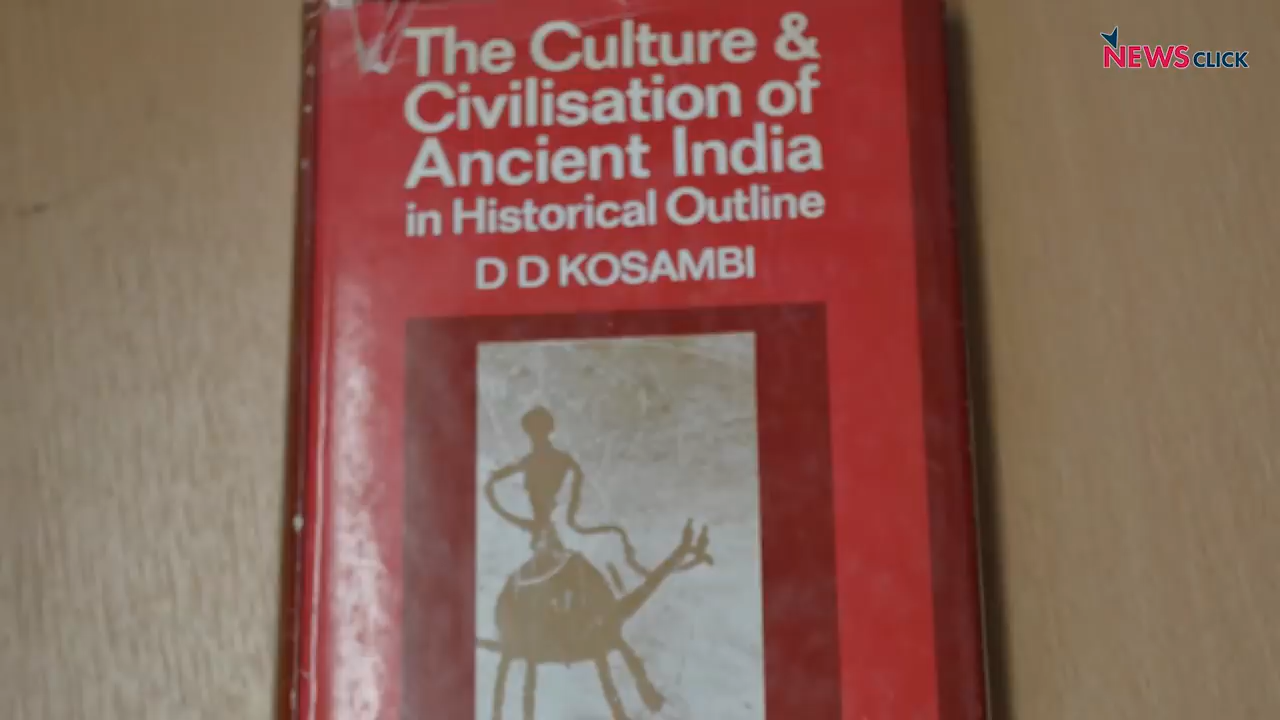 The Culture &
Civilisation of
Ancient India
in Historical Outline
D D KOSAMBI
NEWSCLICK